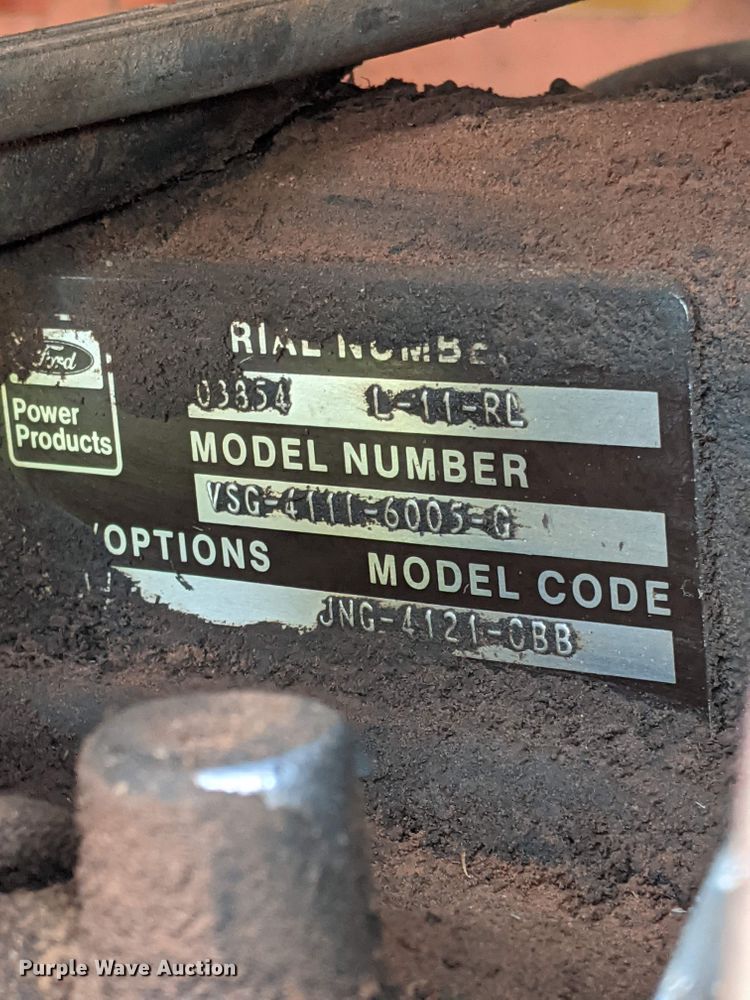 RIAL NUMBE
Ford
Power
Products
03854 L-11-RL
MODEL NUMBER
VSG-4111-6005-G
/OPTIONS MODEL CODE
JNG-4121-CBB
Purple Wave Auction